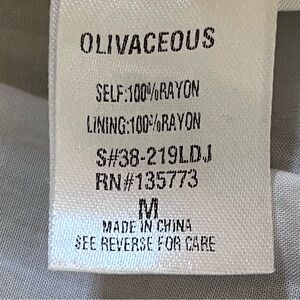 OLIVACEOUS
SELF:100%RAYON
LINING:100%RAYON
S#38-219LDJ
RN#135773
M
MADE IN CHINA
SEE REVERSE FOR CARE